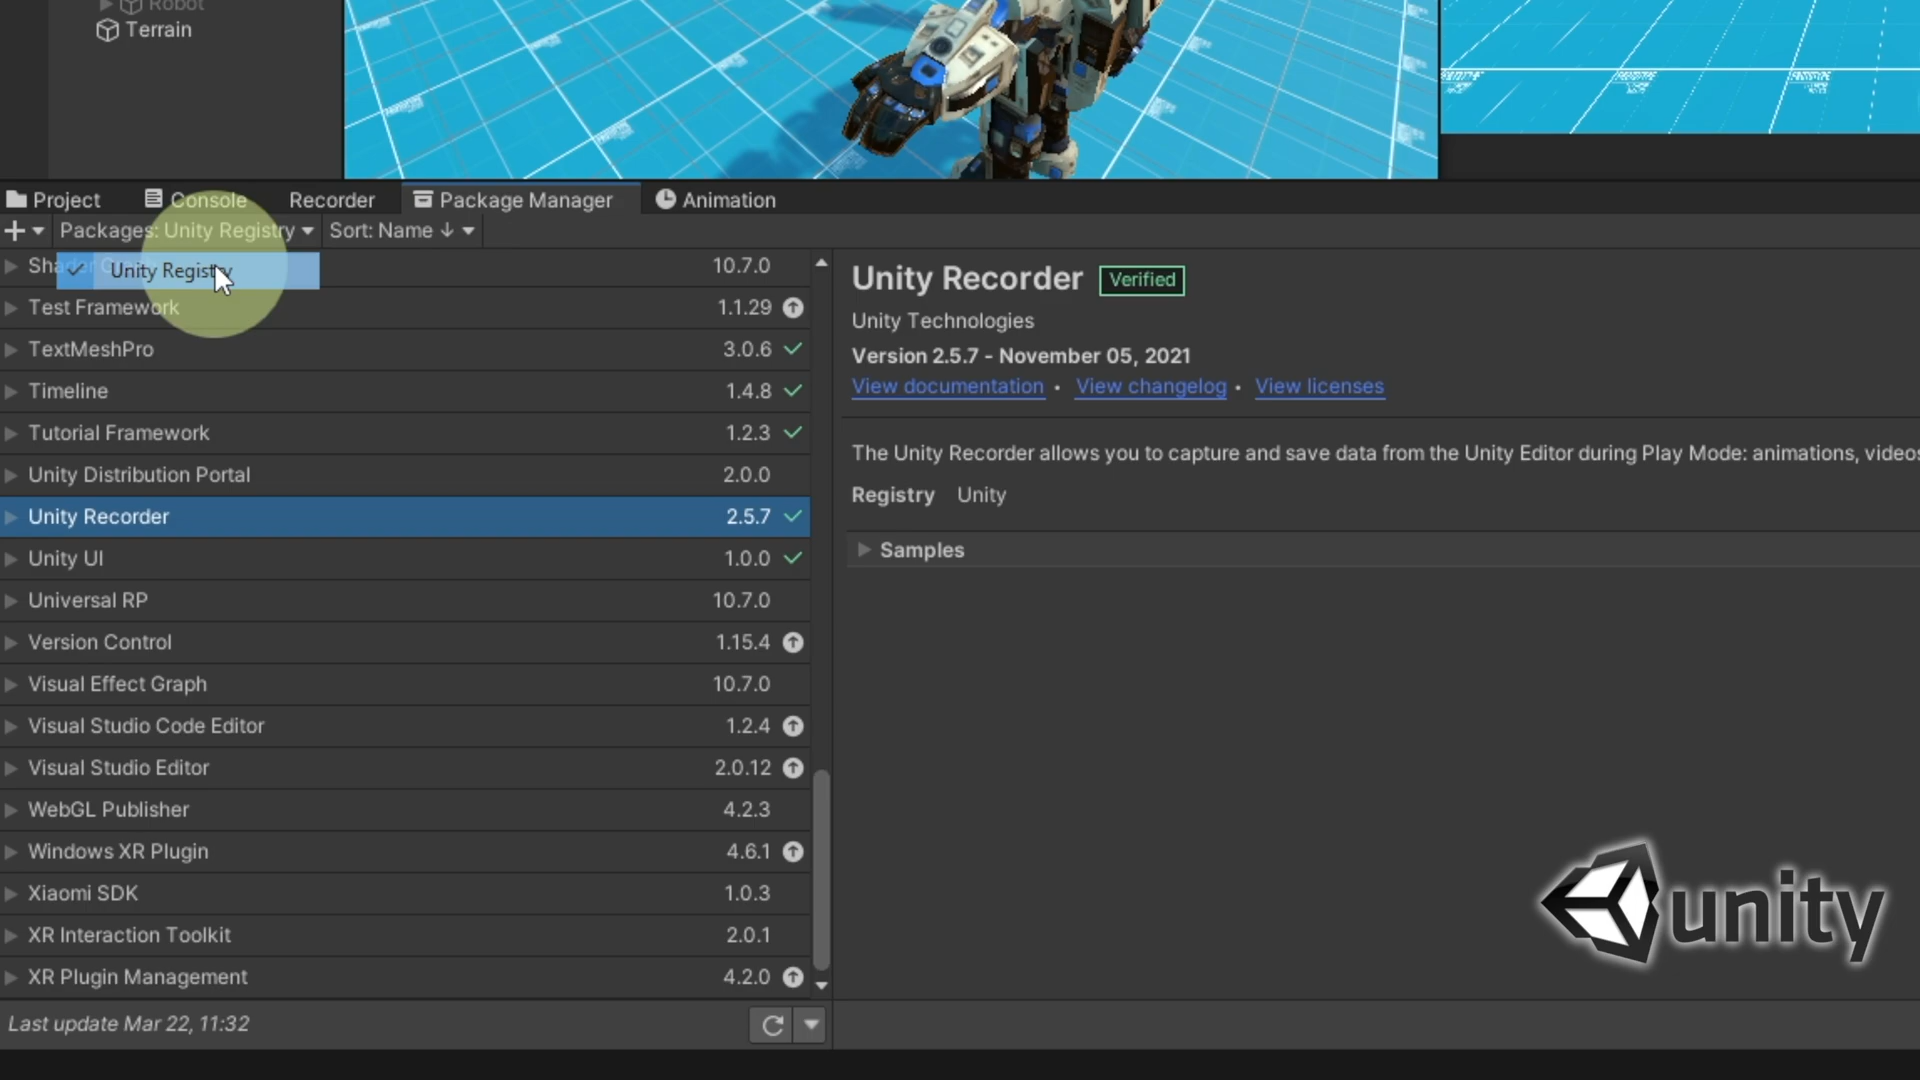 Robot
Terrain
Project Console Recorder Package Manager Animation
Packages: Unity Registry Sort: Name ↓
Unity Registry
10.7.0
Test Framework 1.1.29
TextMeshPro 3.0.6
Timeline 1.4.8
Tutorial Framework 1.2.3
Unity Distribution Portal 2.0.0
Unity Recorder 2.5.7
Unity UI 1.0.0
Universal RP 10.7.0
Version Control 1.15.4
Visual Effect Graph 10.7.0
Visual Studio Code Editor 1.2.4
Visual Studio Editor 2.0.12
WebGL Publisher 4.2.3
Windows XR Plugin 4.6.1
Xiaomi SDK 1.0.3
XR Interaction Toolkit 2.0.1
XR Plugin Management 4.2.0
Last update Mar 22, 11:32
Unity Recorder Verified
Unity Technologies
Version 2.5.7 - November 05, 2021
View documentation • View changelog • View licenses
The Unity Recorder allows you to capture and save data from the Unity Editor during Play Mode: animations, videos
Registry Unity
Samples
unity